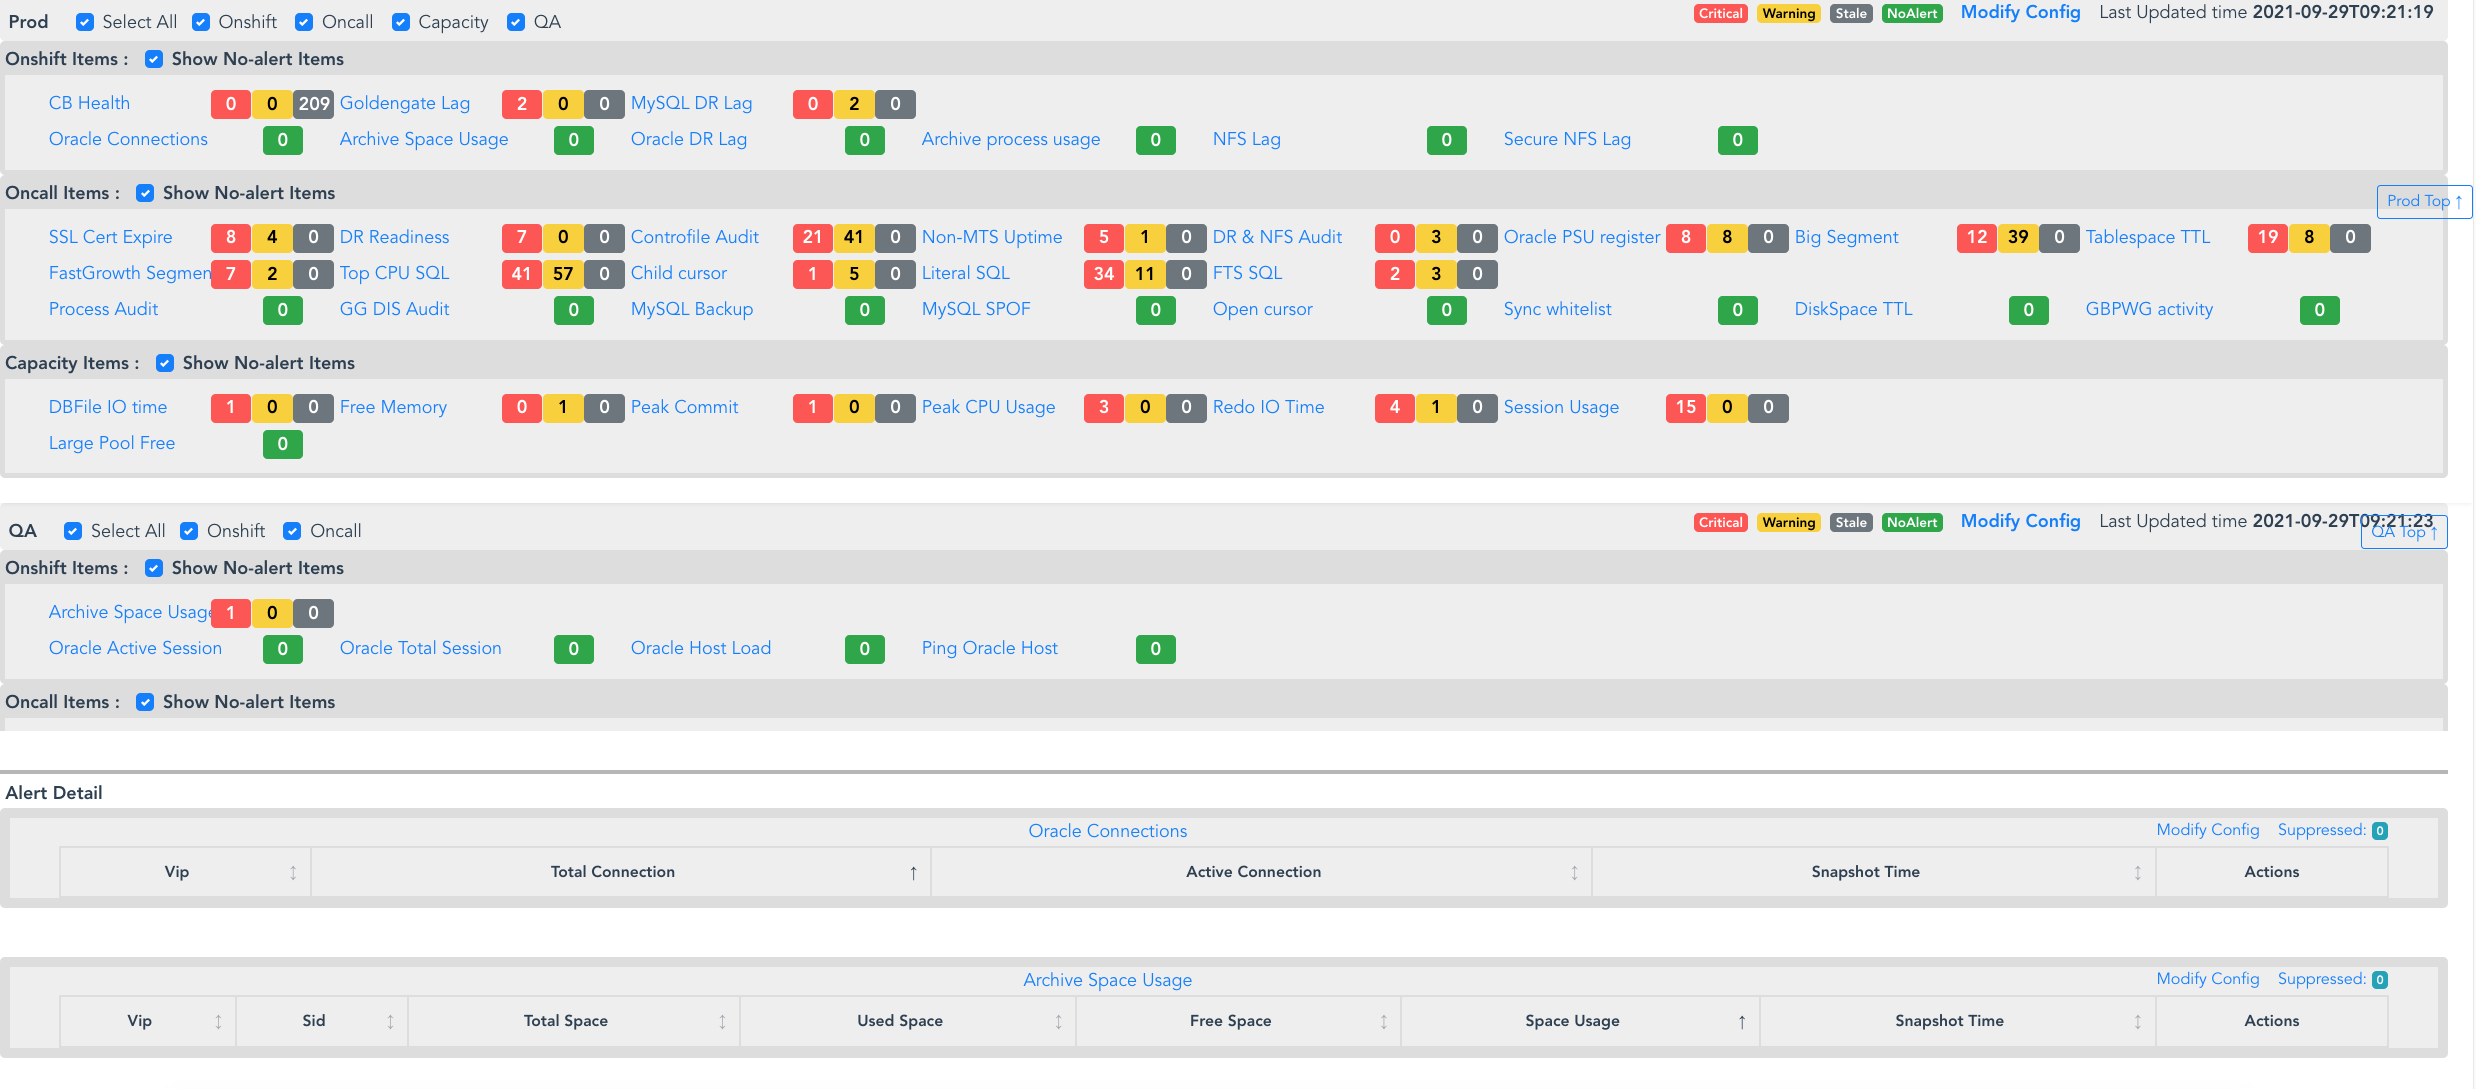 Prod Select All Onshift Oncall Capacity QA Critical Warning Stale NoAlert Modify Config Last Updated time 2021-09-29T09:21:19
Onshift Items : Show No-alert Items
CB Health 0 0 209 Goldengate Lag 2 0 0 MySQL DR Lag 0 2 0
Oracle Connections 0 Archive Space Usage 0 Oracle DR Lag 0 Archive process usage 0 NFS Lag 0 Secure NFS Lag 0
Oncall Items : Show No-alert Items
Prod Top ↑
SSL Cert Expire 8 4 0 DR Readiness 7 0 0 Controfile Audit 21 41 0 Non-MTS Uptime 5 1 0 DR & NFS Audit 0 3 0 Oracle PSU register 8 8 0 Big Segment 12 39 0 Tablespace TTL 19 8 0
FastGrowth Segmen 7 2 0 Top CPU SQL 41 57 0 Child cursor 1 5 0 Literal SQL 34 11 0 FTS SQL 2 3 0
Process Audit 0 GG DIS Audit 0 MySQL Backup 0 MySQL SPOF 0 Open cursor 0 Sync whitelist 0 DiskSpace TTL 0 GBPWG activity 0
Capacity Items : Show No-alert Items
DBFile IO time 1 0 0 Free Memory 0 1 0 Peak Commit 1 0 0 Peak CPU Usage 3 0 0 Redo IO Time 4 1 0 Session Usage 15 0 0
Large Pool Free 0
QA Select All Onshift Oncall Critical Warning Stale NoAlert Modify Config Last Updated time 2021-09-29T09:21:23
QA Top ↑
Onshift Items : Show No-alert Items
Archive Space Usage 1 0 0
Oracle Active Session 0 Oracle Total Session 0 Oracle Host Load 0 Ping Oracle Host 0
Oncall Items : Show No-alert Items
Alert Detail
Oracle Connections Modify Config Suppressed: 0
Vip Total Connection ↑ Active Connection Snapshot Time Actions
Archive Space Usage Modify Config Suppressed: 0
Vip Sid Total Space Used Space Free Space Space Usage ↑ Snapshot Time Actions